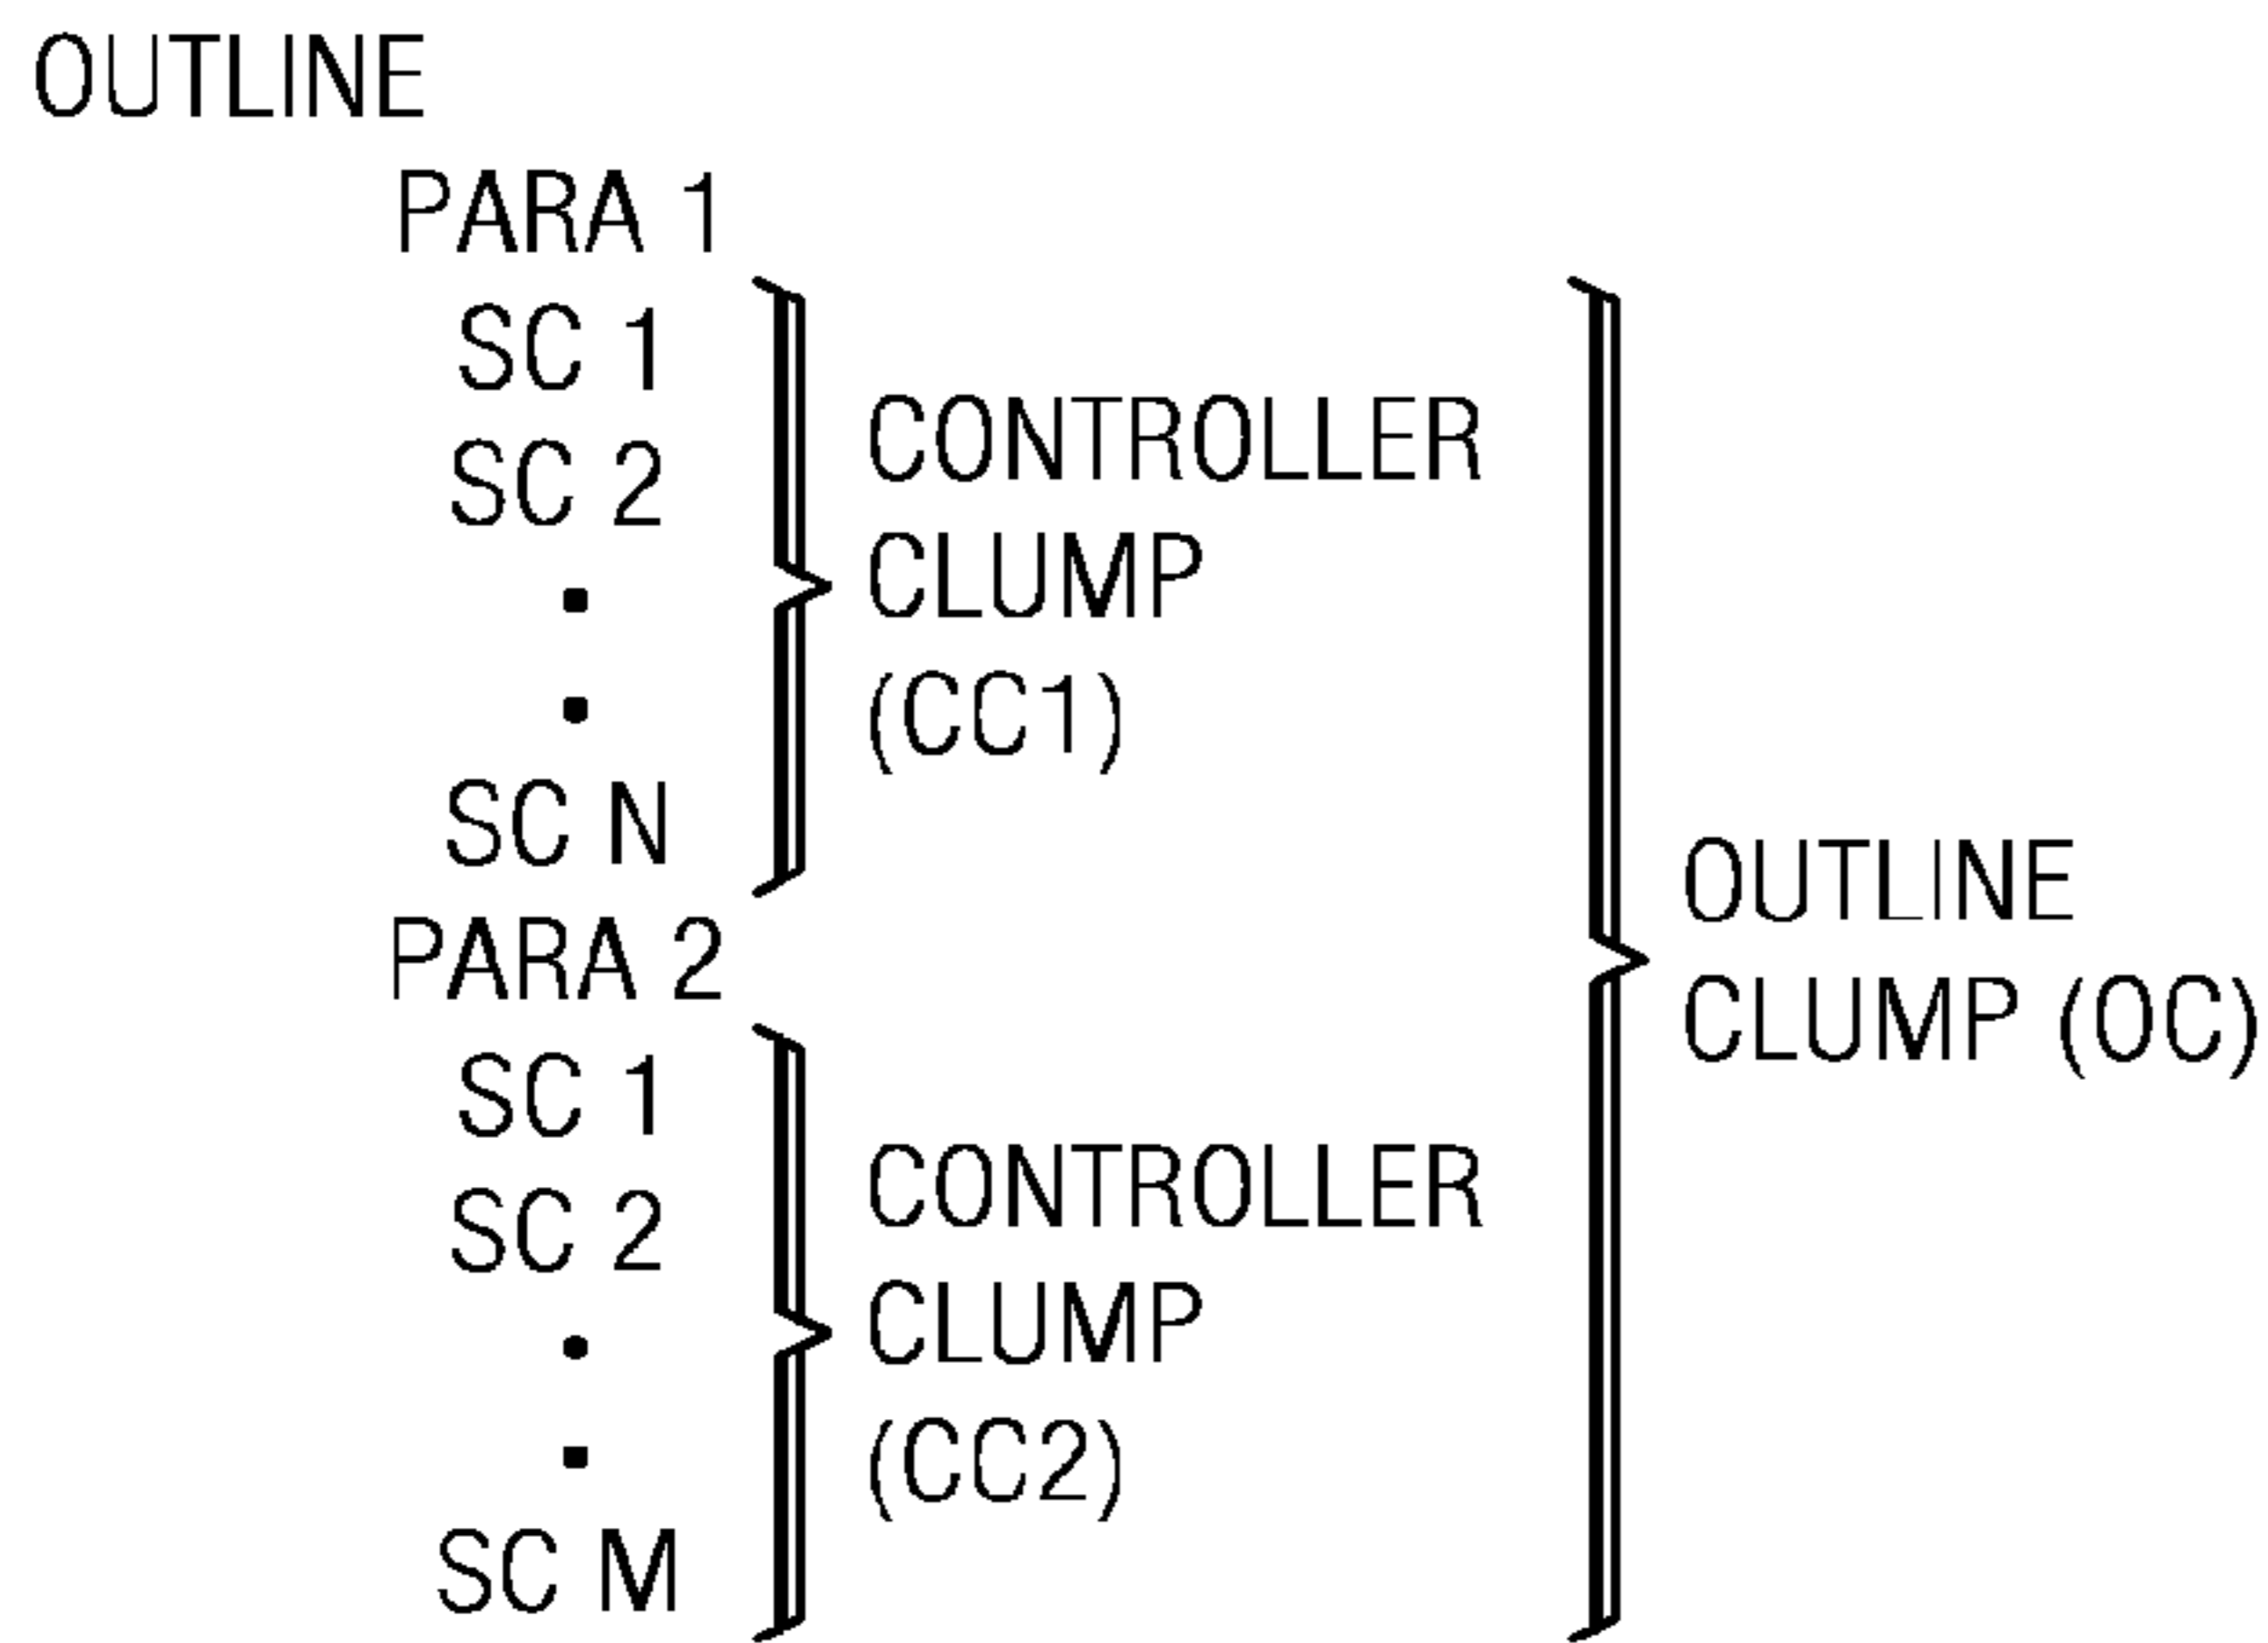 OUTLINE
PARA 1
SC 1
SC 2
SC N
CONTROLLER
CLUMP
(CC1)
PARA 2
SC 1
SC 2
SC M
CONTROLLER
CLUMP
(CC2)
OUTLINE
CLUMP (OC)